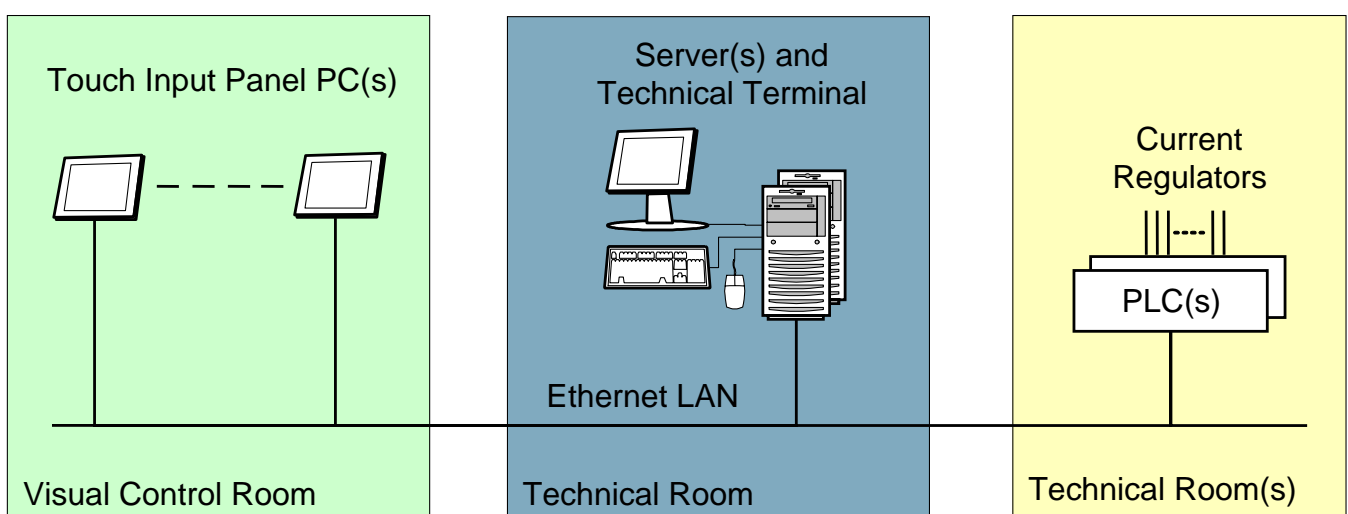 Touch Input Panel PC(s)
Visual Control Room
Server(s) and
Technical Terminal
Ethernet LAN
Technical Room
Current
Regulators
PLC(s)
Technical Room(s)